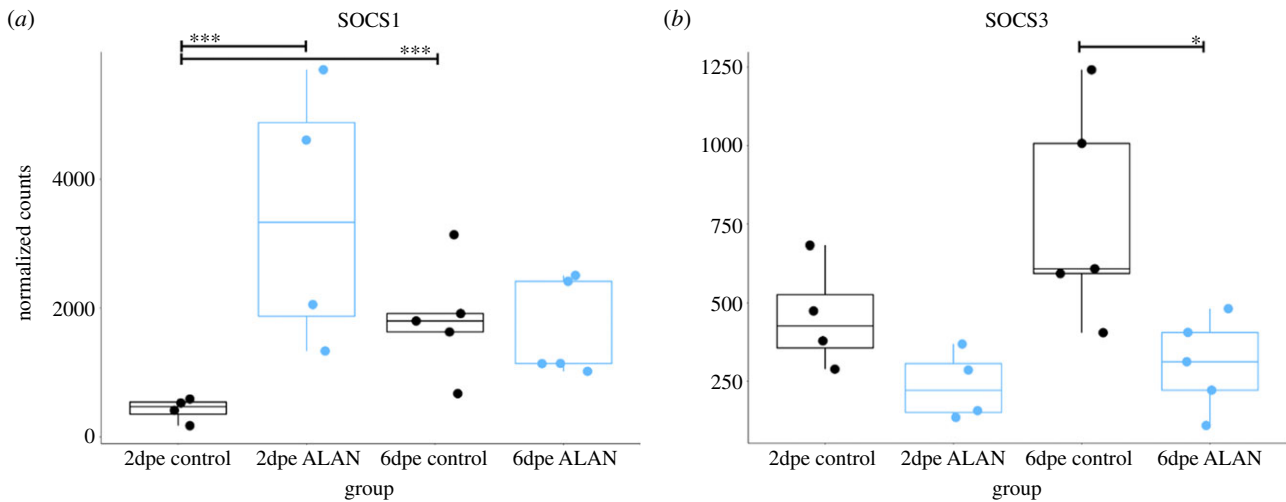 (a)
SOCS1
***
***
normalized counts
4000
2000
0
2dpe control
2dpe ALAN
6dpe control
6dpe ALAN
group
(b)
SOCS3
*
1250
1000
750
500
250
2dpe control
2dpe ALAN
6dpe control
6dpe ALAN
group